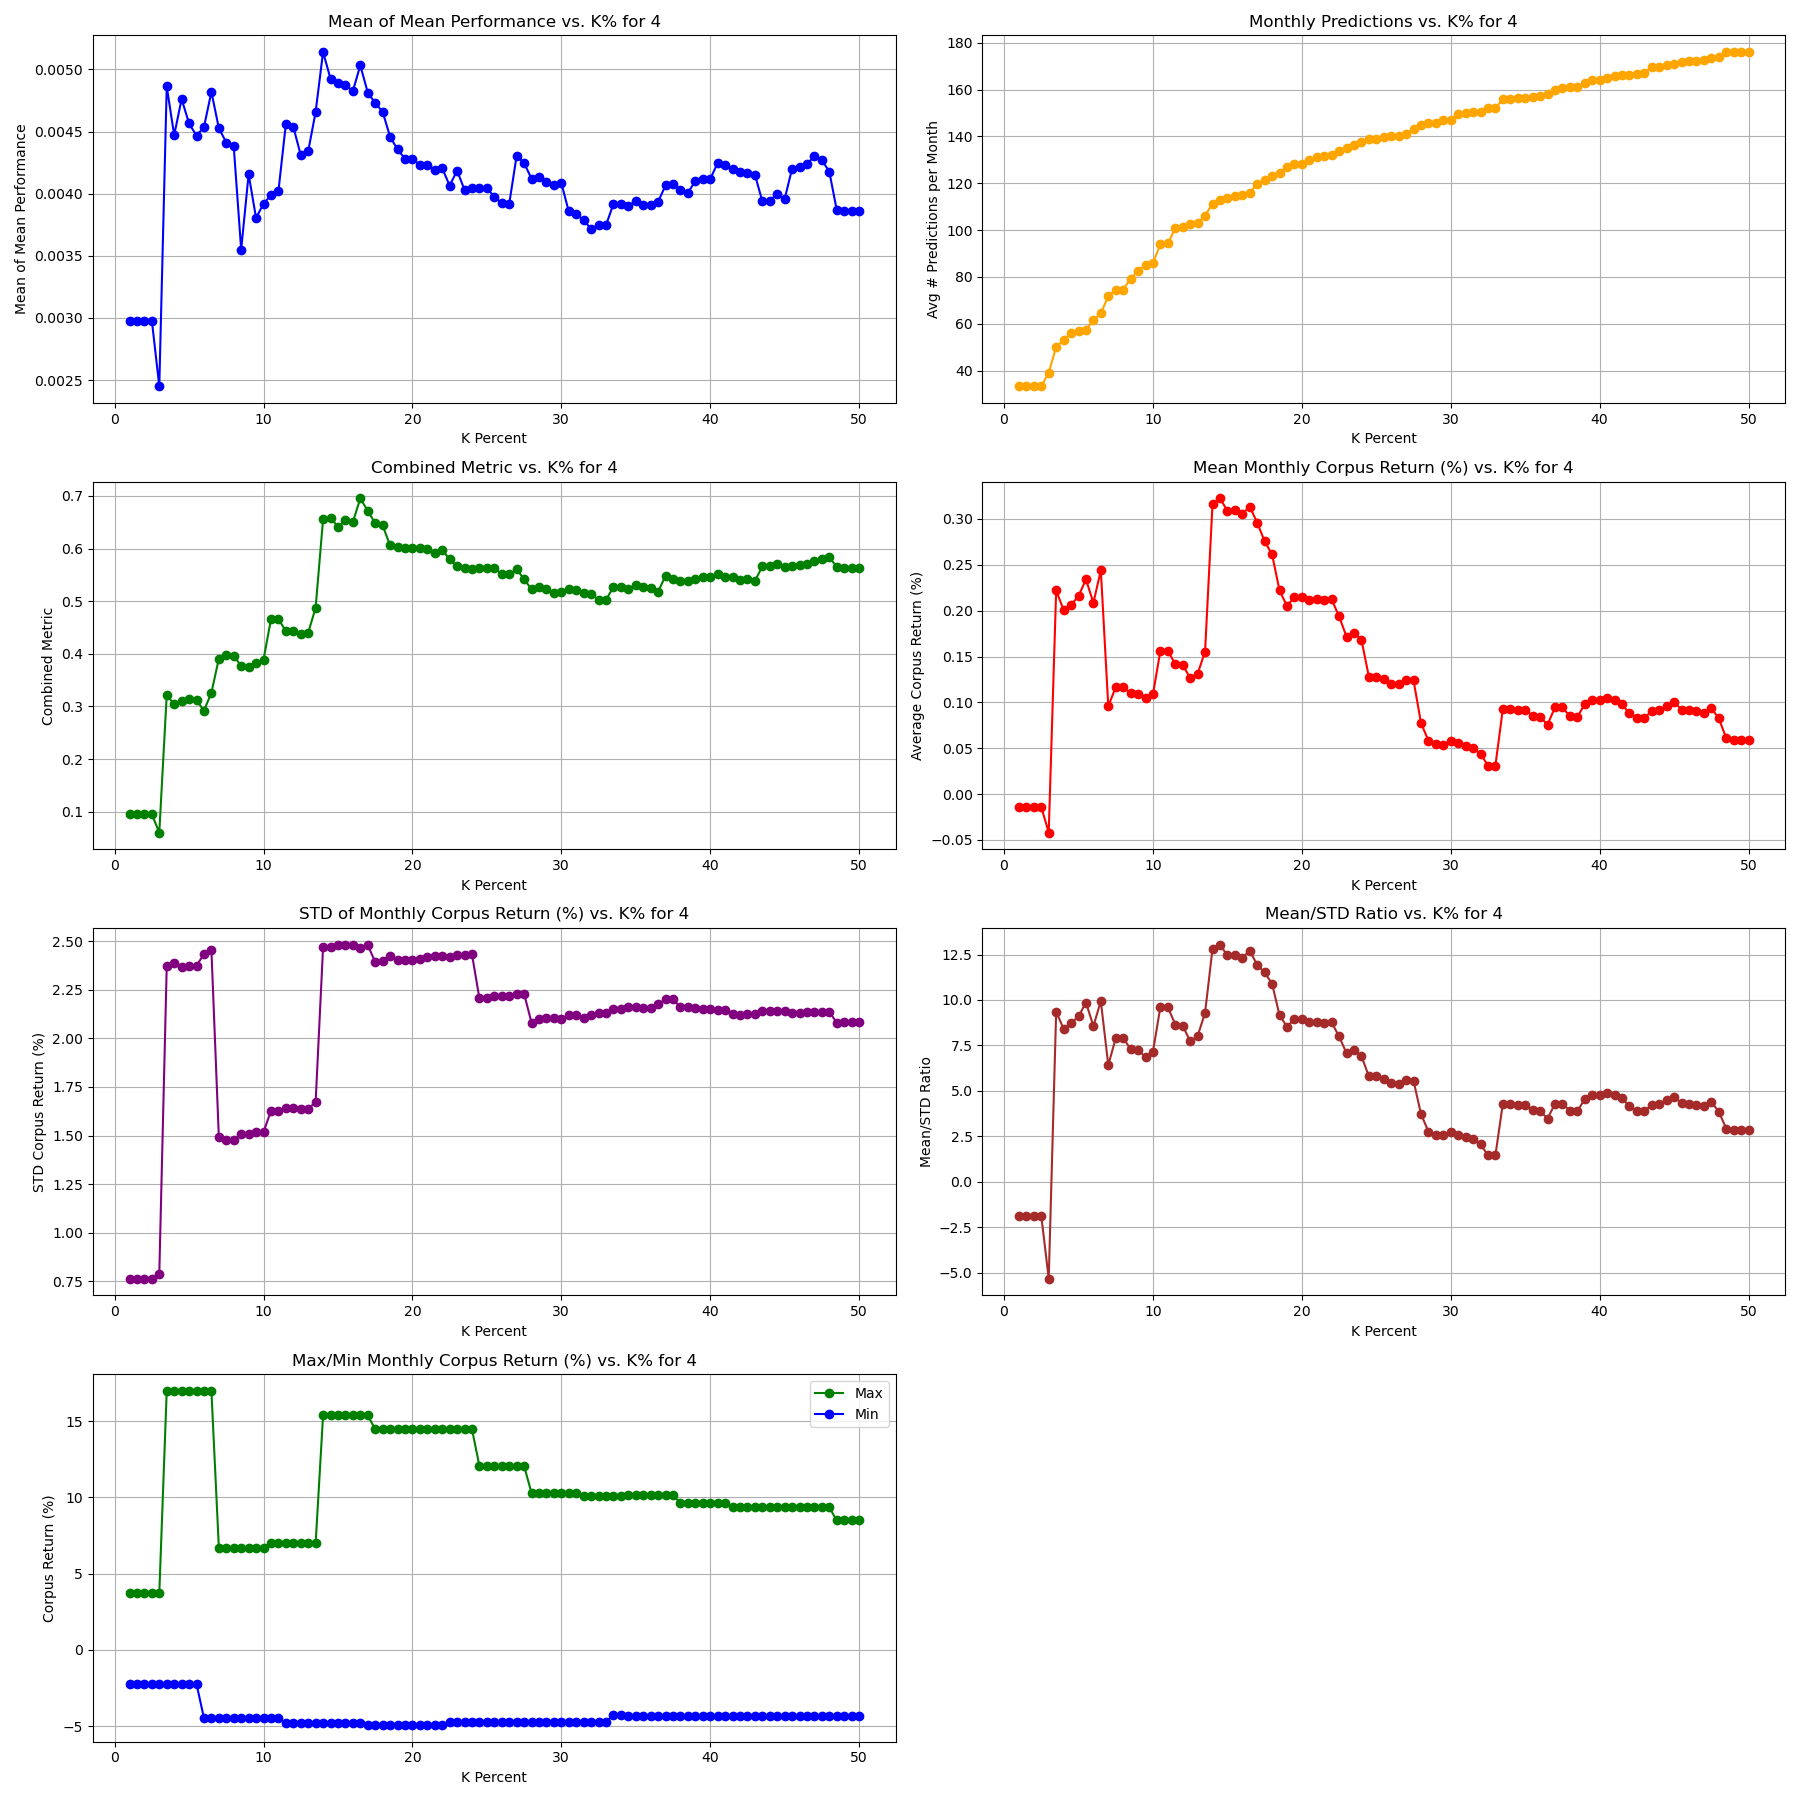 Mean of Mean Performance vs. K% for 4
Mean of Mean Performance
0.0050
0.0045
0.0040
0.0035
0.0030
0.0025
0 10 20 30 40 50
K Percent
Monthly Predictions vs. K% for 4
Avg # Predictions per Month
180
160
140
120
100
80
60
40
0 10 20 30 40 50
K Percent
Combined Metric vs. K% for 4
Combined Metric
0.7
0.6
0.5
0.4
0.3
0.2
0.1
0 10 20 30 40 50
K Percent
Mean Monthly Corpus Return (%) vs. K% for 4
Average Corpus Return (%)
0.30
0.25
0.20
0.15
0.10
0.05
0.00
−0.05
0 10 20 30 40 50
K Percent
STD of Monthly Corpus Return (%) vs. K% for 4
STD Corpus Return (%)
2.50
2.25
2.00
1.75
1.50
1.25
1.00
0.75
0 10 20 30 40 50
K Percent
Mean/STD Ratio vs. K% for 4
Mean/STD Ratio
12.5
10.0
7.5
5.0
2.5
0.0
−2.5
−5.0
0 10 20 30 40 50
K Percent
Max/Min Monthly Corpus Return (%) vs. K% for 4
Corpus Return (%)
15
10
5
0
−5
Max
Min
0 10 20 30 40 50
K Percent